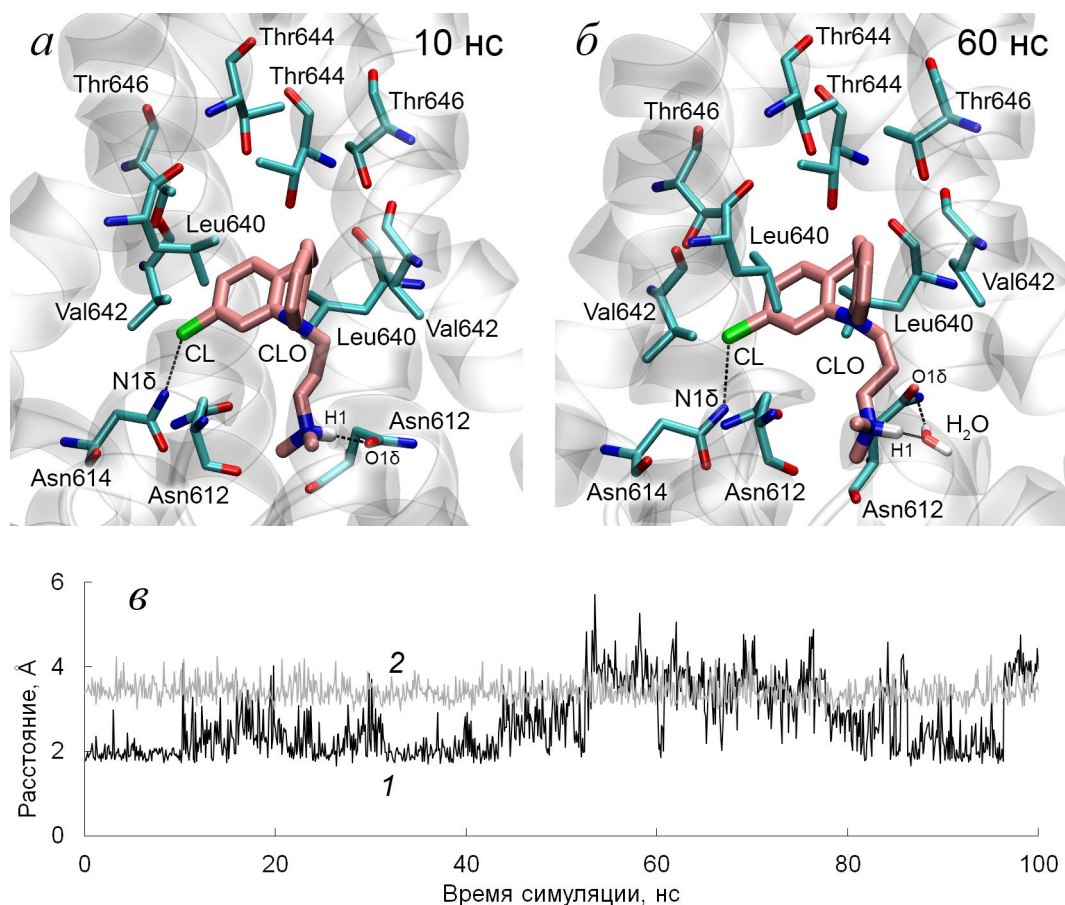 а
10 нс
Thr644
Thr644
Thr646
Thr646
Leu640
Val642
CL
CLO
Leu640
Val642
N1δ
H1
Asn612
O1δ
Asn614
Asn612
б
60 нс
Thr644
Thr644
Thr646
Thr646
Leu640
Val642
Val642
Leu640
CL
CLO
N1δ
O1δ
H₂O
H1
Asn614
Asn612
Asn612
в
Расстояние, Å
6
4
2
0
2
1
0
20
40
60
80
100
Время симуляции, нс